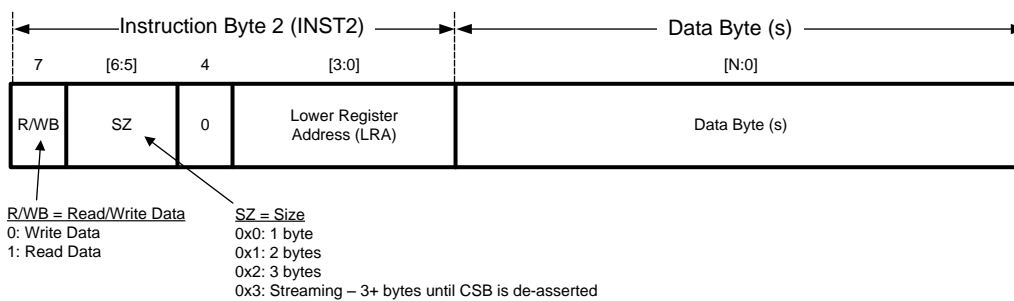 Instruction Byte 2 (INST2) Data Byte (s)
7 [6:5] 4 [3:0] [N:0]
R/WB SZ 0 Lower Register Address (LRA) Data Byte (s)
R/WB = Read/Write Data
0: Write Data
1: Read Data
SZ = Size
0x0: 1 byte
0x1: 2 bytes
0x2: 3 bytes
0x3: Streaming – 3+ bytes until CSB is de-asserted